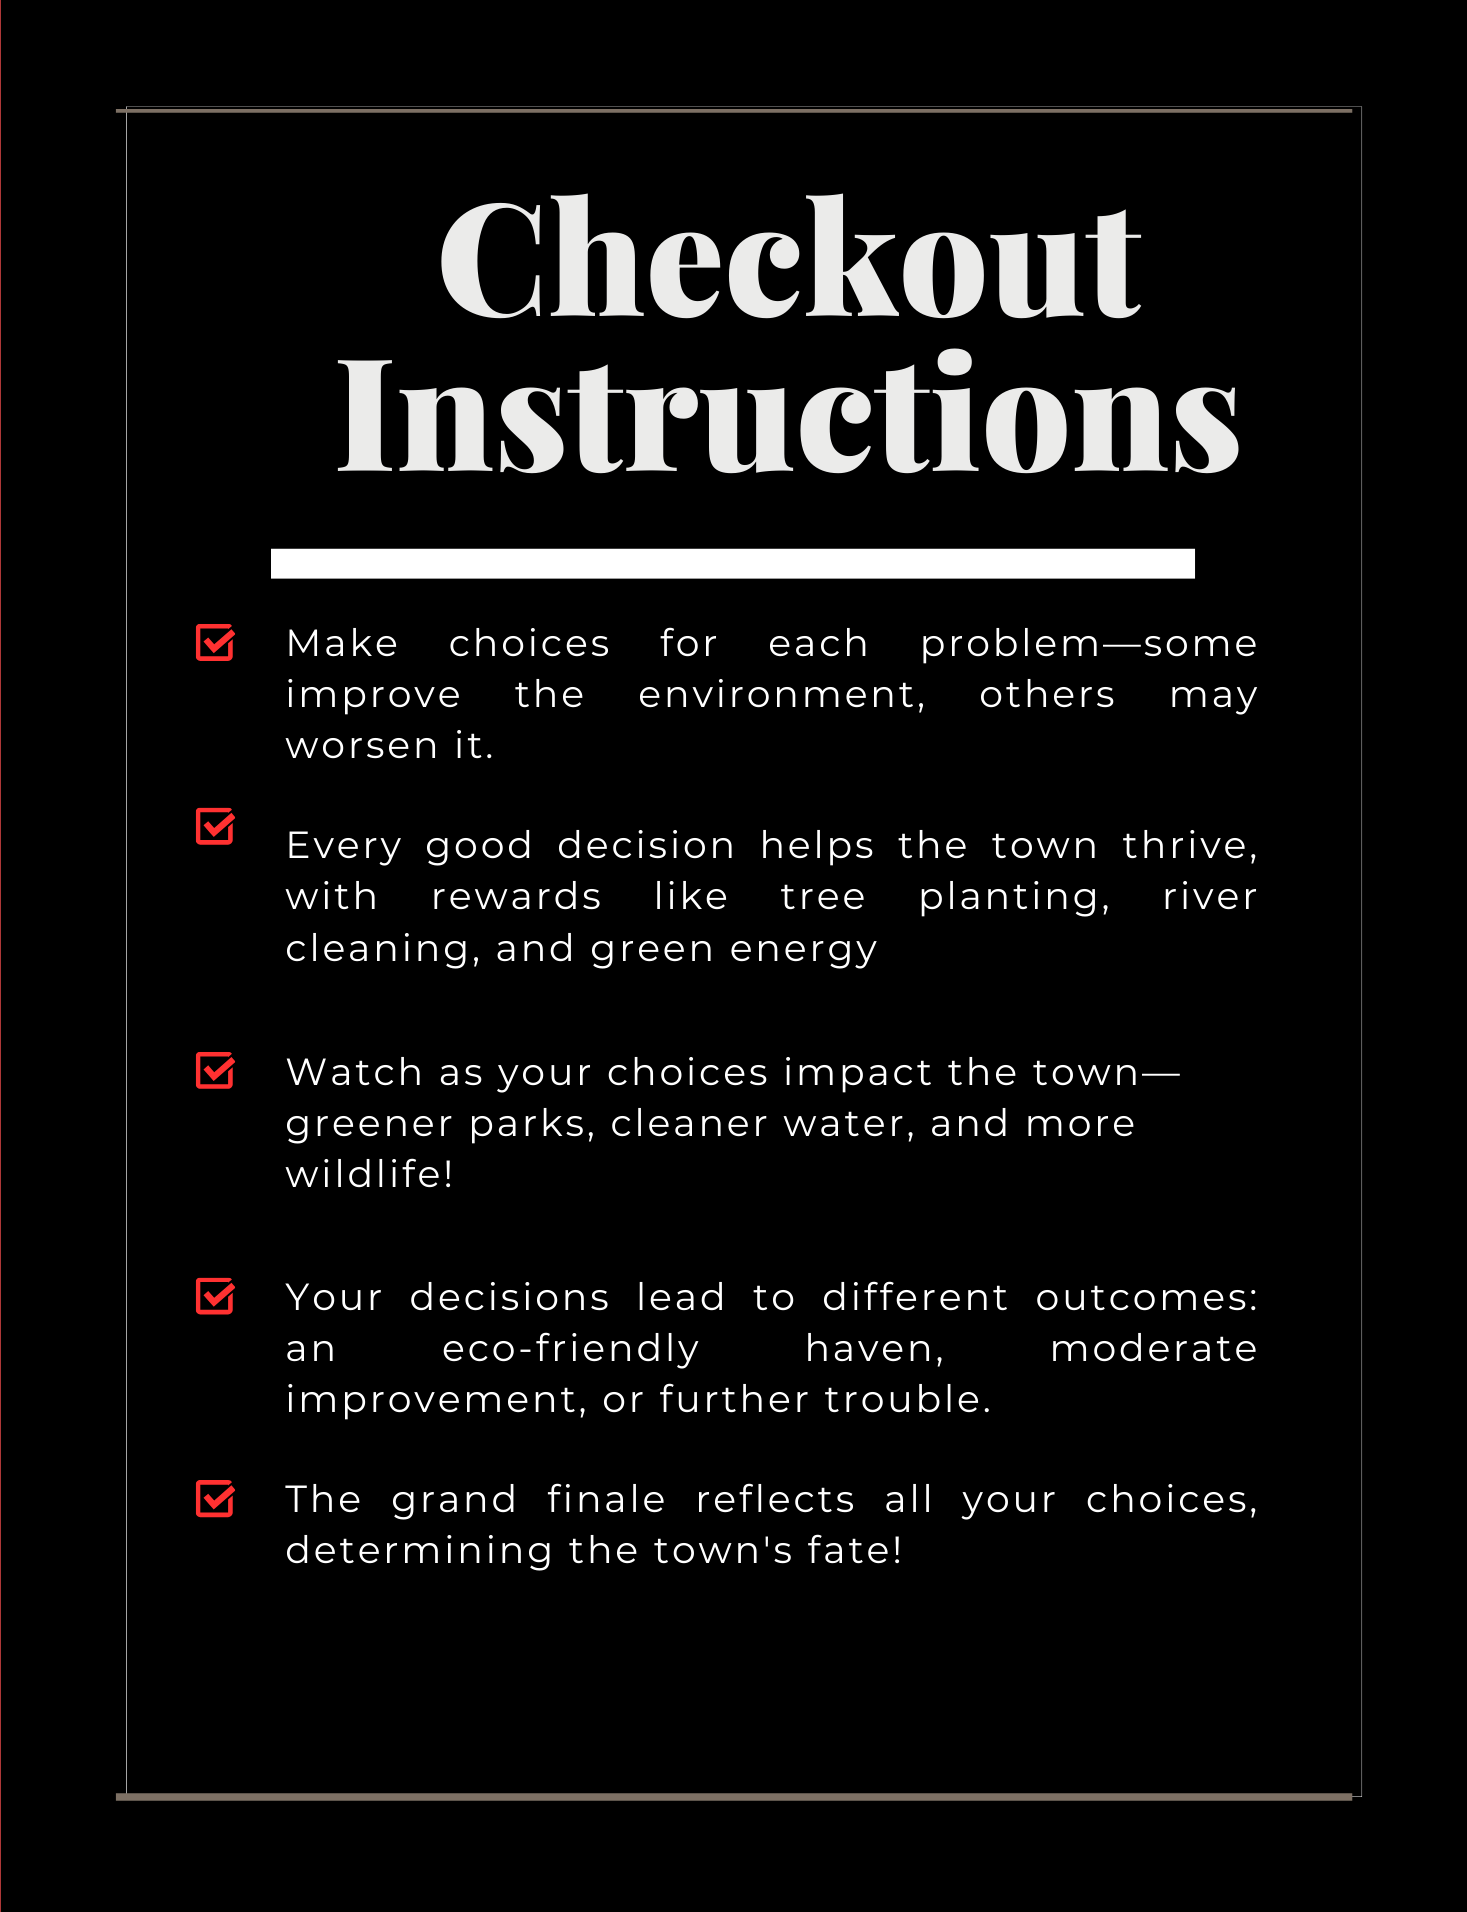 Checkout
Instructions
Make choices for each problem—some
improve the environment, others may
worsen it.
Every good decision helps the town thrive,
with rewards like tree planting, river
cleaning, and green energy
Watch as your choices impact the town—
greener parks, cleaner water, and more
wildlife!
Your decisions lead to different outcomes:
an eco-friendly haven, moderate
improvement, or further trouble.
The grand finale reflects all your choices,
determining the town's fate!